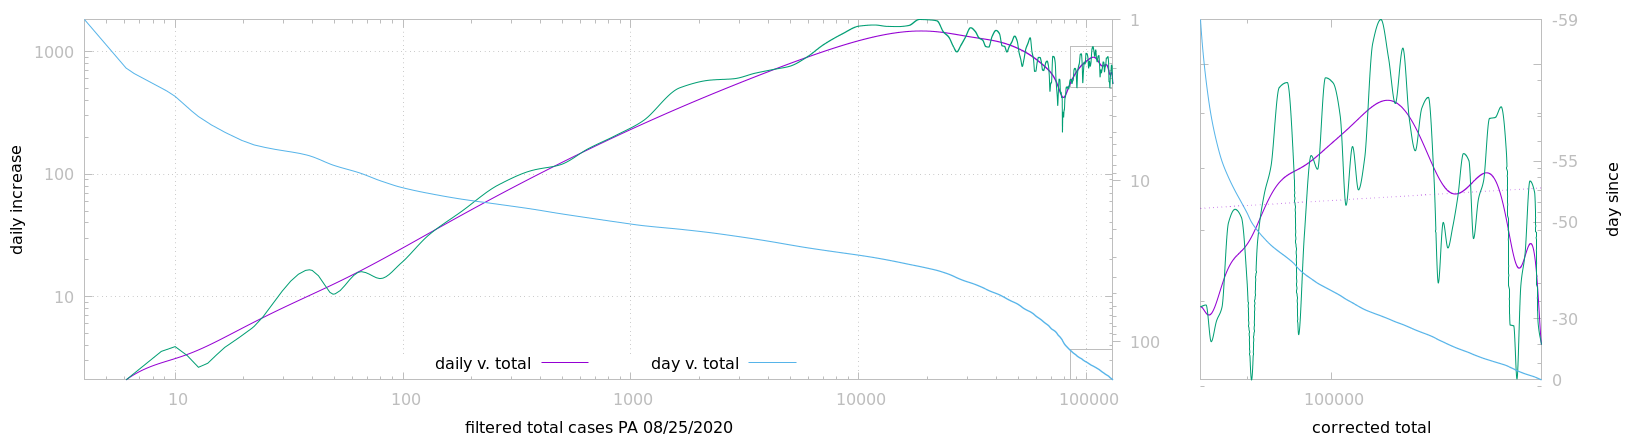 1000
100
10
daily increase
10
100
1000
10000
100000
filtered total cases PA 08/25/2020
daily v. total
day v. total
1
10
100
-59
-55
-50
-30
0
day since
100000
corrected total